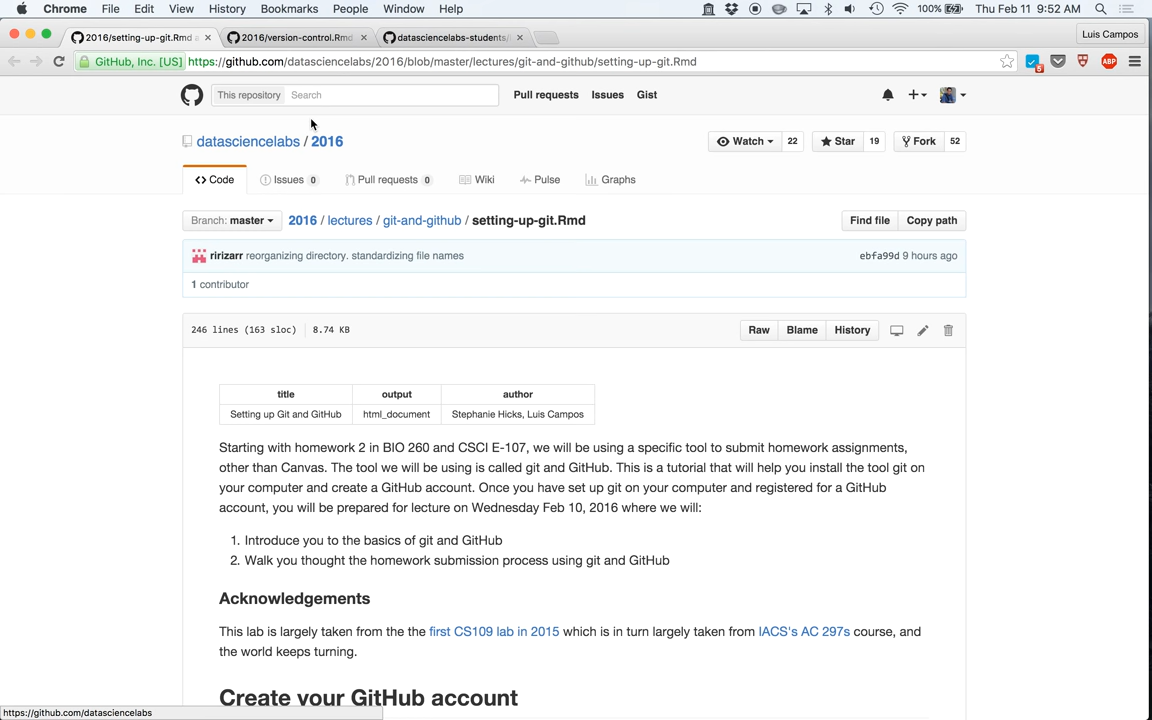 Chrome File Edit View History Bookmarks People Window Help 100% Thu Feb 11 9:52 AM
2016/setting-up-git.Rmd a 2016/version-control.Rmd datasciencelabs-students/ Luis Campos
GitHub, Inc. [US] https://github.com/datasciencelabs/2016/blob/master/lectures/git-and-github/setting-up-git.Rmd 5 ABP
This repository Search Pull requests Issues Gist
datasciencelabs / 2016 Watch 22 Star 19 Fork 52
Code Issues 0 Pull requests 0 Wiki Pulse Graphs
Branch: master 2016 / lectures / git-and-github / setting-up-git.Rmd Find file Copy path
ririzarr reorganizing directory. standardizing file names ebfa99d 9 hours ago
1 contributor
246 lines (163 sloc) 8.74 KB Raw Blame History
title output author
Setting up Git and GitHub html_document Stephanie Hicks, Luis Campos
Starting with homework 2 in BIO 260 and CSCI E-107, we will be using a specific tool to submit homework assignments,
other than Canvas. The tool we will be using is called git and GitHub. This is a tutorial that will help you install the tool git on
your computer and create a GitHub account. Once you have set up git on your computer and registered for a GitHub
account, you will be prepared for lecture on Wednesday Feb 10, 2016 where we will:
1. Introduce you to the basics of git and GitHub
2. Walk you thought the homework submission process using git and GitHub
Acknowledgements
This lab is largely taken from the the first CS109 lab in 2015 which is in turn largely taken from IACS's AC 297s course, and
the world keeps turning.
Create your GitHub account
https://github.com/datasciencelabs